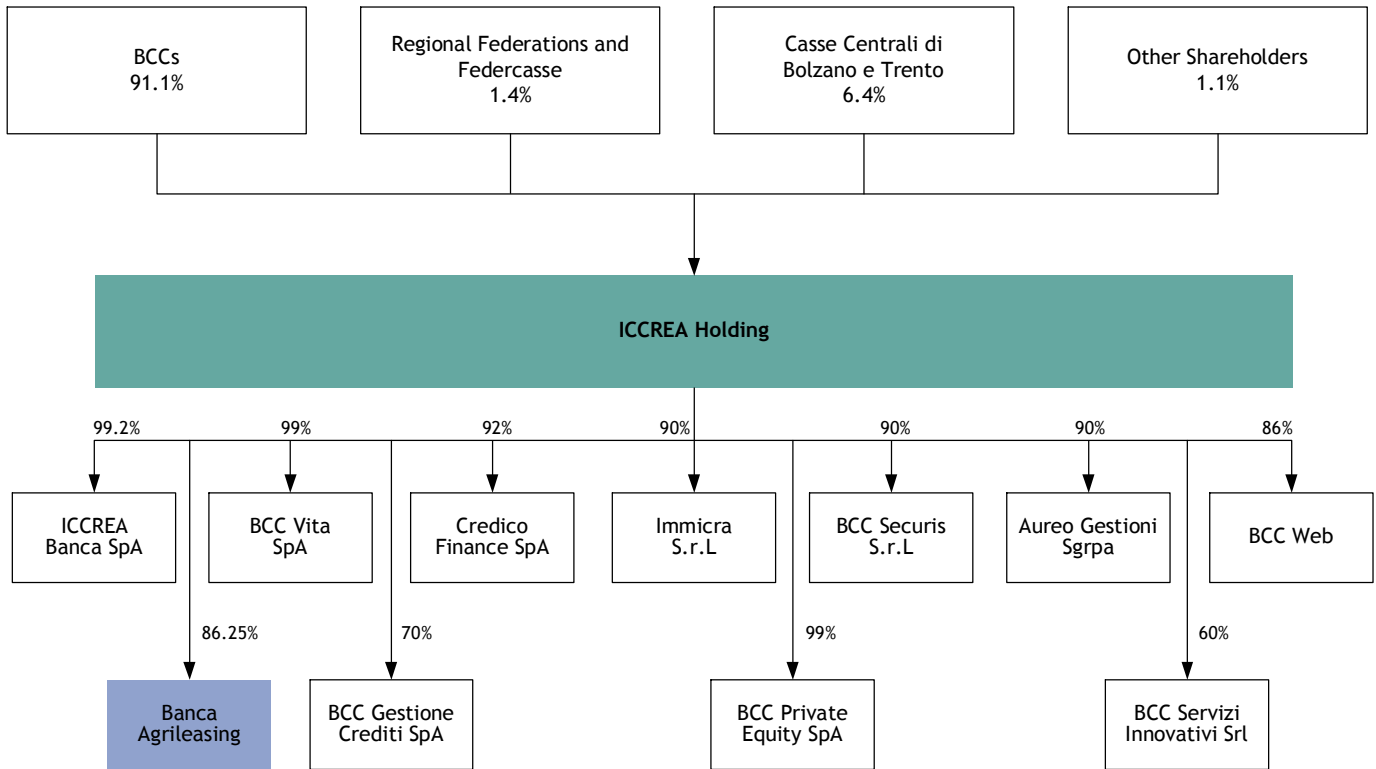 BCCs
91.1%
Regional Federations and
Federcasse
1.4%
Casse Centrali di
Bolzano e Trento
6.4%
Other Shareholders
1.1%
ICCREA Holding
99.2%
99%
92%
90%
90%
90%
86%
ICCREA
Banca SpA
BCC Vita
SpA
Credico
Finance SpA
Immicra
S.r.L
BCC Securis
S.r.L
Aureo Gestioni
Sgrpa
BCC Web
86.25%
70%
99%
60%
Banca
Agrileasing
BCC Gestione
Crediti SpA
BCC Private
Equity SpA
BCC Servizi
Innovativi Srl